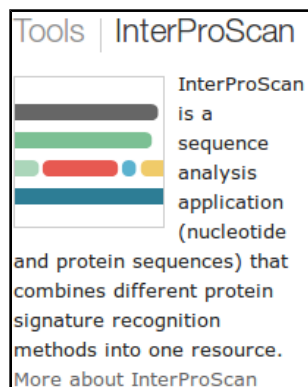 Tools | InterProScan
InterProScan
is a
sequence
analysis
application
(nucleotide
and protein sequences) that
combines different protein
signature recognition
methods into one resource.
More about InterProScan